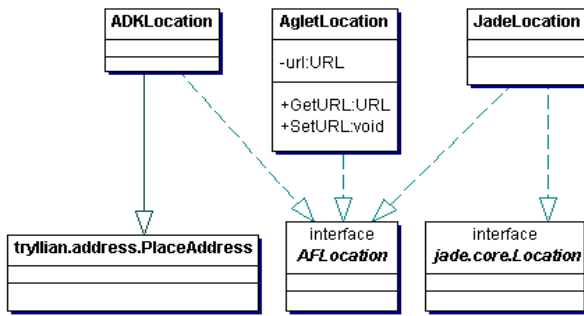 ADKLocation
AgletLocation
-url:URL
+GetURL:URL
+SetURL:void
JadeLocation
tryllian.address.PlaceAddress
interface
AFLocation
interface
jade.core.Location